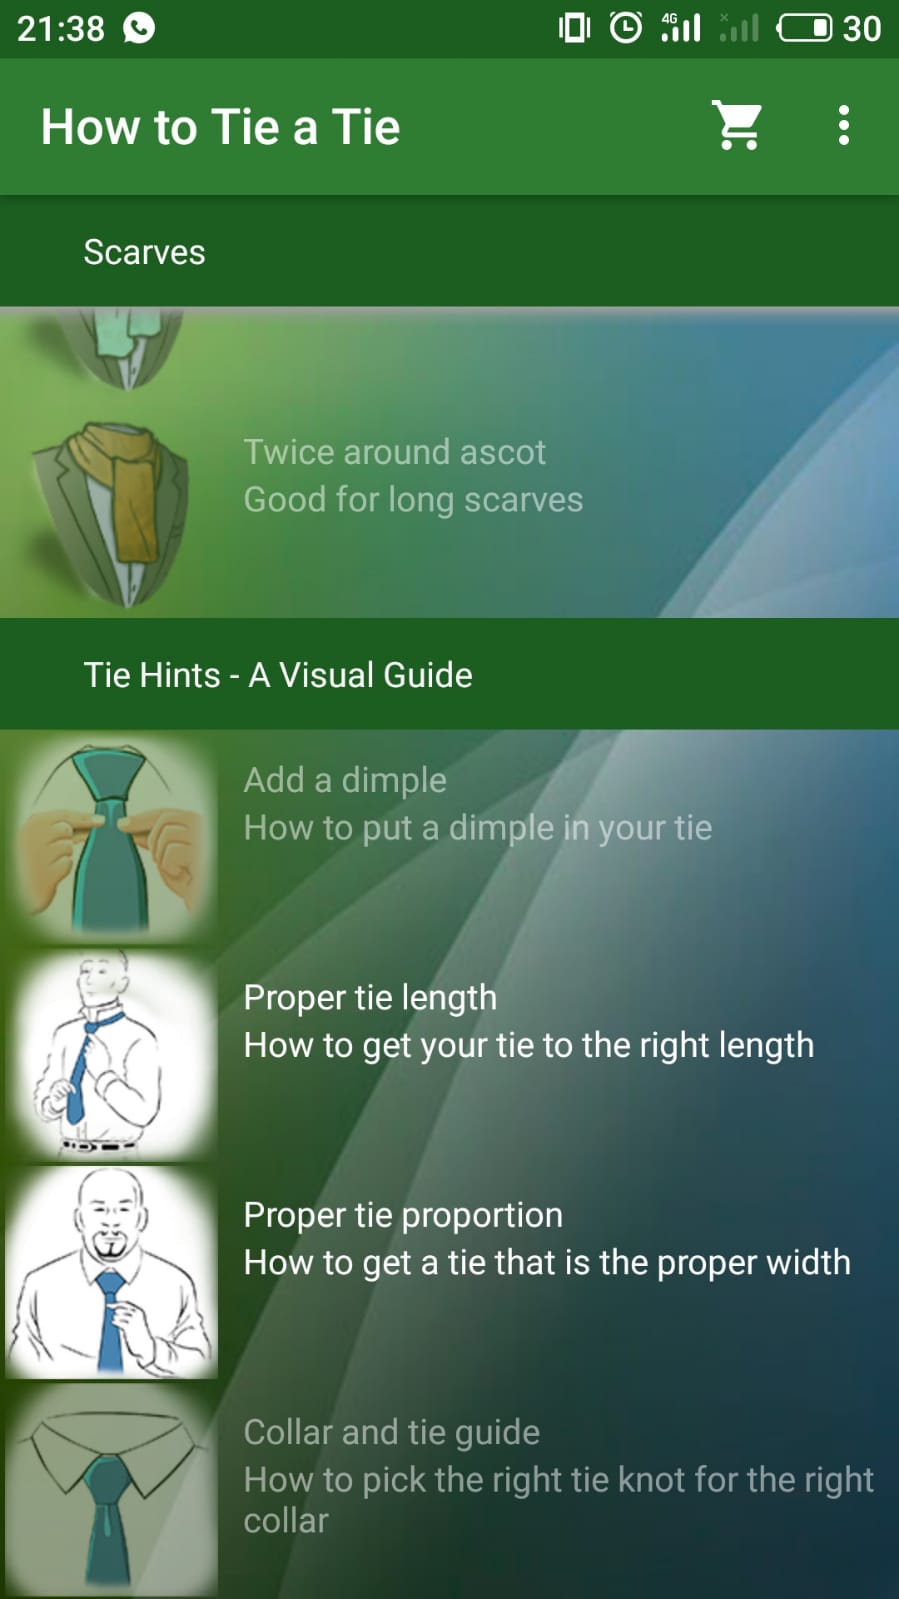 21:38
4G
30
How to Tie a Tie
Scarves
Twice around ascot
Good for long scarves
Tie Hints - A Visual Guide
Add a dimple
How to put a dimple in your tie
Proper tie length
How to get your tie to the right length
Proper tie proportion
How to get a tie that is the proper width
Collar and tie guide
How to pick the right tie knot for the right
collar